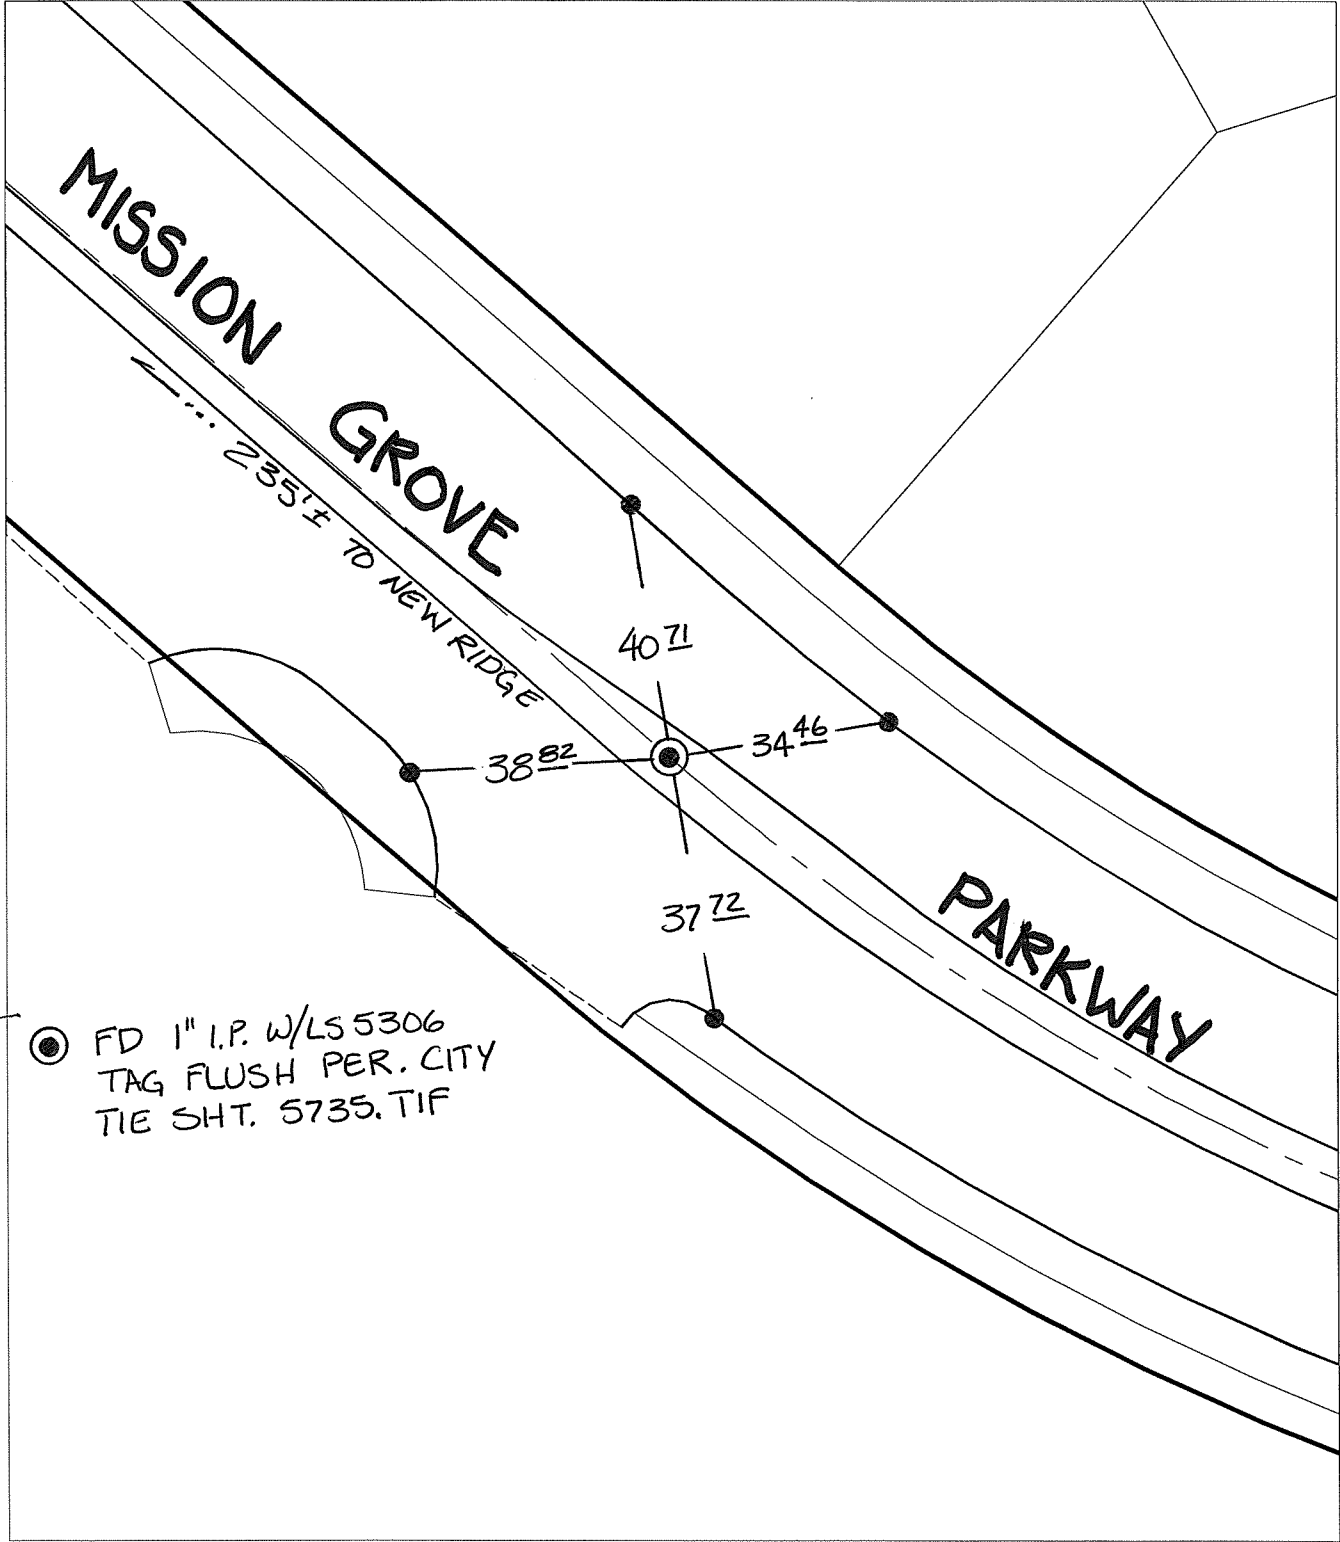 MISSION GROVE PARKWAY
235'± TO NEW RIDGE
40 71
34 46
38 82
37 72
FD 1" I.P. W/LS 5306
TAG FLUSH PER. CITY
TIE SHT. 5735.TIF